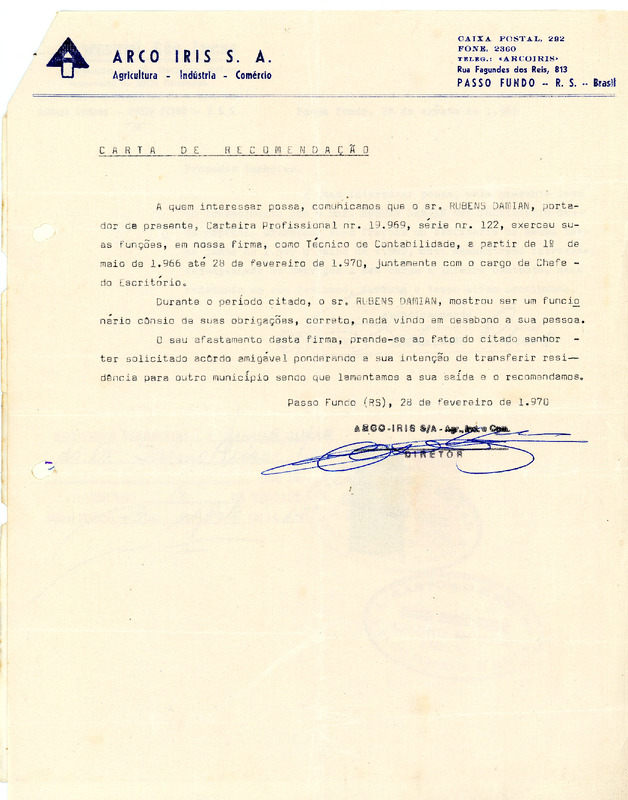 ARCO IRIS S. A.
Agricultura - Indústria - Comércio
CAIXA POSTAL, 292
FONE, 2360
TELEG.: «ARCOIRIS»
Rua Fagundes dos Reis, 813
PASSO FUNDO -- R. S. -- Brasil
CARTA DE RECOMENDAÇÃO
A quem interessar possa, comunicamos que o sr. RUBENS DAMIAN, porta-
dor da presente, Carteira Profissional nr. 19.969, série nr. 122, exerceu su-
as funções, em nossa firma, como Técnico de Contabilidade, a partir de 1º de
maio de 1.966 até 28 de fevereiro de 1.970, juntamente com o cargo de Chefe -
do Escritório.
Durante o período citado, o sr. RUBENS DAMIAN, mostrou ser um funcio
nário cônsio de suas obrigações, correto, nada vindo em desabono a sua pessoa.
O seu afastamento desta firma, prende-se ao fato do citado senhor -
ter solicitado acôrdo amigável ponderando a sua intenção de transferir resi-
dência para outro município sendo que lamentamos a sua saída e o recomendamos.
Passo Fundo (RS), 28 de fevereiro de 1.970
ARCO-IRIS S/A - Agr., Ind. e Com.
DIRETOR